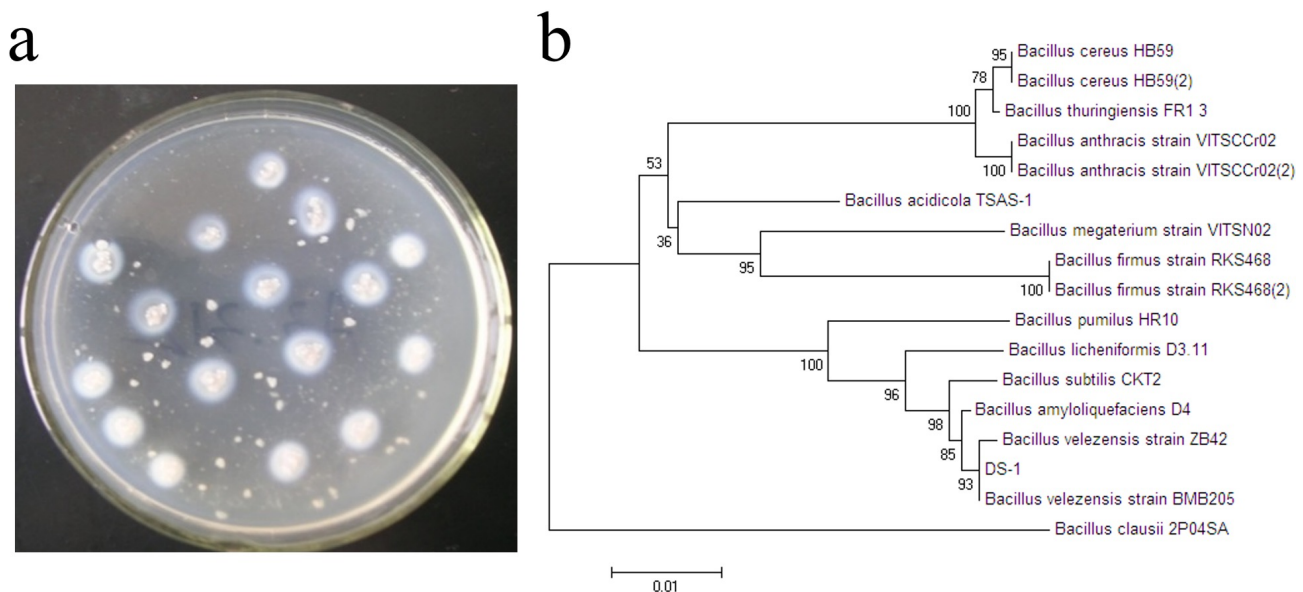 a
b
Bacillus cereus HB59
95
Bacillus cereus HB59(2)
78
Bacillus thuringiensis FR1 3
100
Bacillus anthracis strain VITSCCr02
100
Bacillus anthracis strain VITSCCr02(2)
53
Bacillus acidicola TSAS-1
36
Bacillus megaterium strain VITSN02
95
Bacillus firmus strain RKS468
100
Bacillus firmus strain RKS468(2)
Bacillus pumilus HR10
100
Bacillus licheniformis D3.11
96
Bacillus subtilis CKT2
98
Bacillus amyloliquefaciens D4
85
Bacillus velezensis strain ZB42
DS-1
93
Bacillus velezensis strain BMB205
Bacillus clausii 2P04SA
0.01